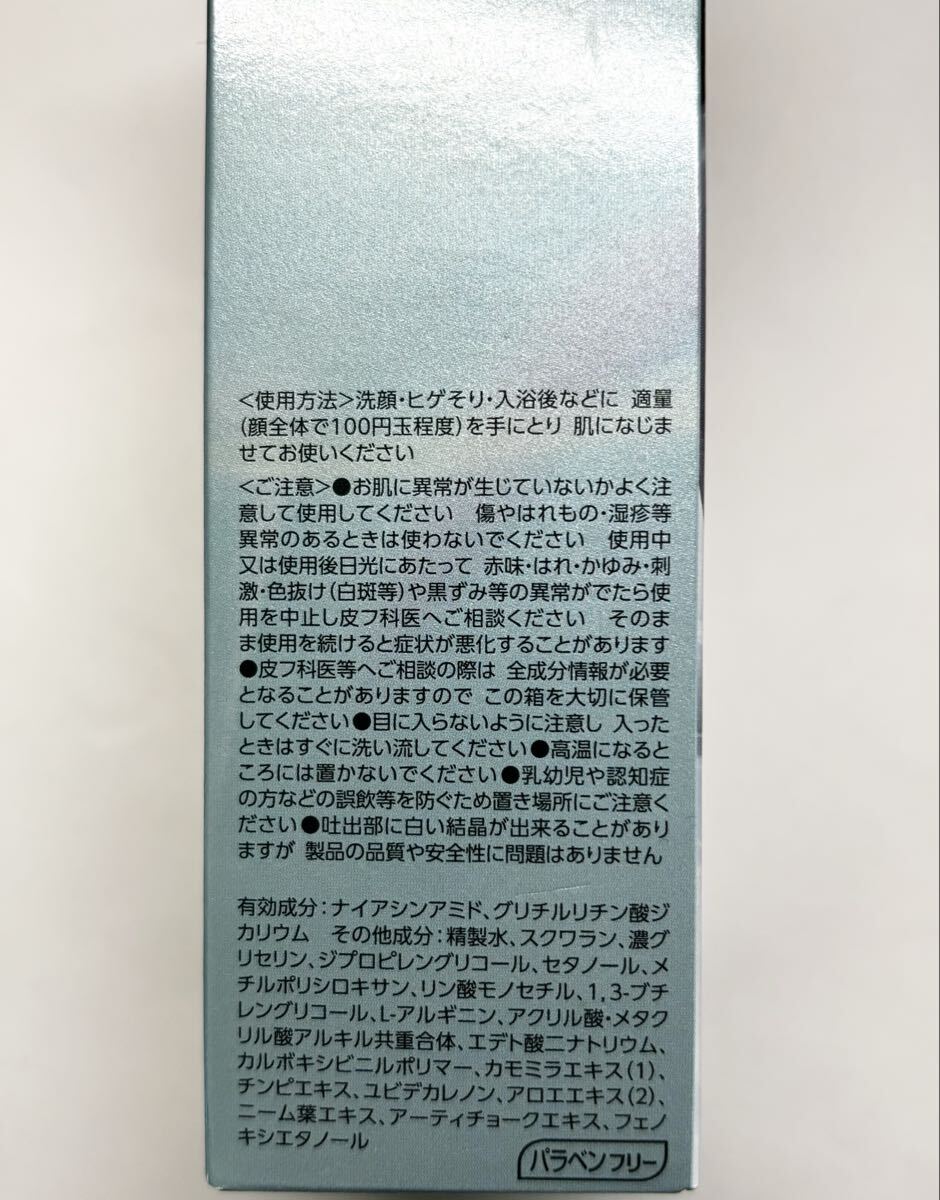 <使用方法>洗顔・ヒゲそり・入浴後などに 適量
(顔全体で100円玉程度)を手にとり 肌になじま
せてお使いください
<ご注意>●お肌に異常が生じていないかよく注
意して使用してください　傷やはれもの・湿疹等
異常のあるときは使わないでください　使用中
又は使用後日光にあたって 赤味・はれ・かゆみ・刺
激・色抜け(白斑等)や黒ずみ等の異常がでたら使
用を中止し皮フ科医へご相談ください　そのま
ま使用を続けると症状が悪化することがあります
●皮フ科医等へご相談の際は 全成分情報が必要
となることがありますので この箱を大切に保管
してください●目に入らないように注意し 入った
ときはすぐに洗い流してください●高温になると
ころには置かないでください●乳幼児や認知症
の方などの誤飲等を防ぐため置き場所にご注意く
ださい●吐出部に白い結晶が出来ることがあり
ますが 製品の品質や安全性に問題はありません
有効成分：ナイアシンアミド、グリチルリチン酸ジ
カリウム　その他成分：精製水、スクワラン、濃グ
リセリン、ジプロピレングリコール、セタノール、メ
チルポリシロキサン、リン酸モノセチル、1,3-ブチ
レングリコール、L-アルギニン、アクリル酸・メタク
リル酸アルキル共重合体、エデト酸二ナトリウム、
カルボキシビニルポリマー、カモミラエキス(1)、
チンピエキス、ユビデカレノン、アロエエキス(2)、
ニーム葉エキス、アーティチョークエキス、フェノ
キシエタノール
パラベンフリー